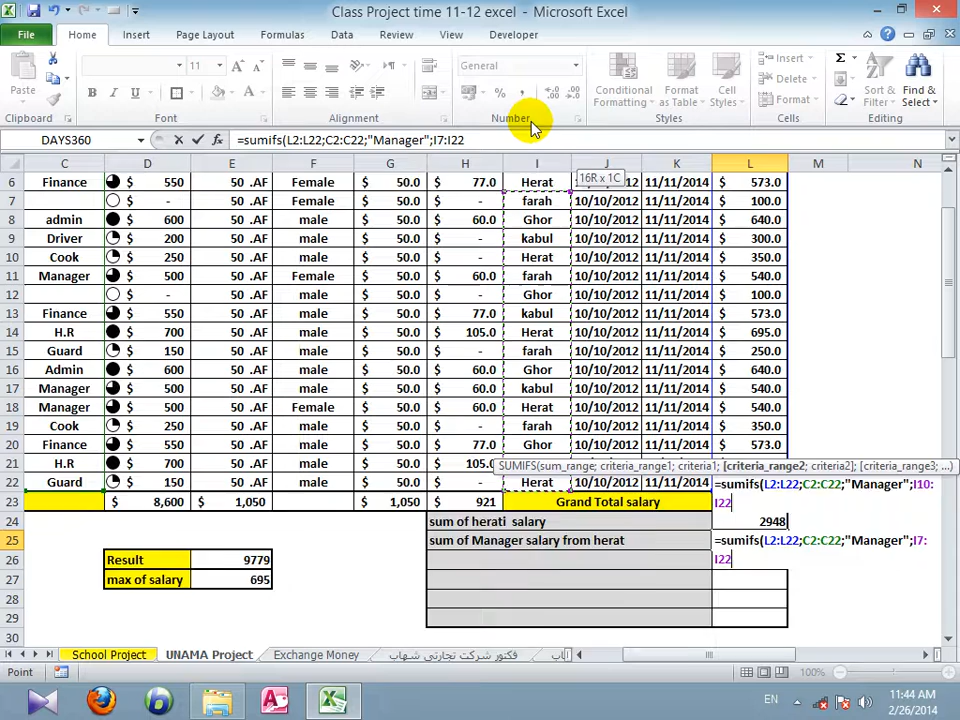 Class Project time 11-12 excel - Microsoft Excel
File Home Insert Page Layout Formulas Data Review View Developer
Paste 11 General Conditional Formatting Format as Table Cell Styles Insert Delete Format Sort & Filter Find & Select
Clipboard Font Alignment Number Styles Cells Editing
DAYS360 =sumifs(L2:L22;C2:C22;"Manager";I7:I22
C D E F G H I J K L M N
6 Finance $ 550 50 .AF Female $ 50.0 $ 77.0 Herat 16R x 1C 012 11/11/2014 $ 573.0
7 $ - 50 .AF Female $ 50.0 $ - farah 10/10/2012 11/11/2014 $ 100.0
8 admin $ 600 50 .AF male $ 50.0 $ 60.0 Ghor 10/10/2012 11/11/2014 $ 640.0
9 Driver $ 200 50 .AF male $ 50.0 $ - kabul 10/10/2012 11/11/2014 $ 300.0
10 Cook $ 250 50 .AF male $ 50.0 $ - Herat 10/10/2012 11/11/2014 $ 350.0
11 Manager $ 500 50 .AF Female $ 50.0 $ 60.0 farah 10/10/2012 11/11/2014 $ 540.0
12 $ - 50 .AF male $ 50.0 $ - Ghor 10/10/2012 11/11/2014 $ 100.0
13 Finance $ 550 50 .AF male $ 50.0 $ 77.0 kabul 10/10/2012 11/11/2014 $ 573.0
14 H.R $ 700 50 .AF male $ 50.0 $ 105.0 Herat 10/10/2012 11/11/2014 $ 695.0
15 Guard $ 150 50 .AF male $ 50.0 $ - farah 10/10/2012 11/11/2014 $ 250.0
16 Admin $ 600 50 .AF male $ 50.0 $ 60.0 Ghor 10/10/2012 11/11/2014 $ 640.0
17 Manager $ 500 50 .AF male $ 50.0 $ 60.0 kabul 10/10/2012 11/11/2014 $ 540.0
18 Manager $ 500 50 .AF Female $ 50.0 $ 60.0 Herat 10/10/2012 11/11/2014 $ 540.0
19 Cook $ 250 50 .AF male $ 50.0 $ - farah 10/10/2012 11/11/2014 $ 350.0
20 Finance $ 550 50 .AF male $ 50.0 $ 77.0 Ghor 10/10/2012 11/11/2014 $ 573.0
21 H.R $ 700 50 .AF male $ 50.0 $ 105.0 SUMIFS(sum_range; criteria_range1; criteria1; [criteria_range2; criteria2]; [criteria_range3; ...)
22 Guard $ 150 50 .AF male $ 50.0 $ - Herat 10/10/2012 11/11/2014 =sumifs(L2:L22;C2:C22;"Manager";I10:
23 $ 8,600 $ 1,050 $ 1,050 $ 921 Grand Total salary I22
24 sum of herati salary 2948
25 sum of Manager salary from herat =sumifs(L2:L22;C2:C22;"Manager";I7:
26 Result 9779 I22
27 max of salary 695
28
29
30
School Project UNAMA Project Exchange Money فکتور شرکت تجارتی شهاب
Point 100%
EN 11:44 AM
2/26/2014